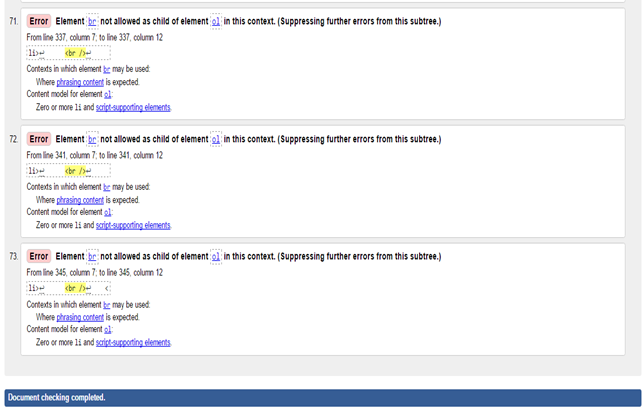 71. Error Element br not allowed as child of element ol in this context. (Suppressing further errors from this subtree.)
From line 337, column 7; to line 337, column 12
li>↩ <br />↩
Contexts in which element br may be used:
Where phrasing content is expected.
Content model for element ol:
Zero or more li and script-supporting elements.
72. Error Element br not allowed as child of element ol in this context. (Suppressing further errors from this subtree.)
From line 341, column 7; to line 341, column 12
li>↩ <br />↩
Contexts in which element br may be used:
Where phrasing content is expected.
Content model for element ol:
Zero or more li and script-supporting elements.
73. Error Element br not allowed as child of element ol in this context. (Suppressing further errors from this subtree.)
From line 345, column 7; to line 345, column 12
li>↩ <br />↩ <
Contexts in which element br may be used:
Where phrasing content is expected.
Content model for element ol:
Zero or more li and script-supporting elements.
Document checking completed.